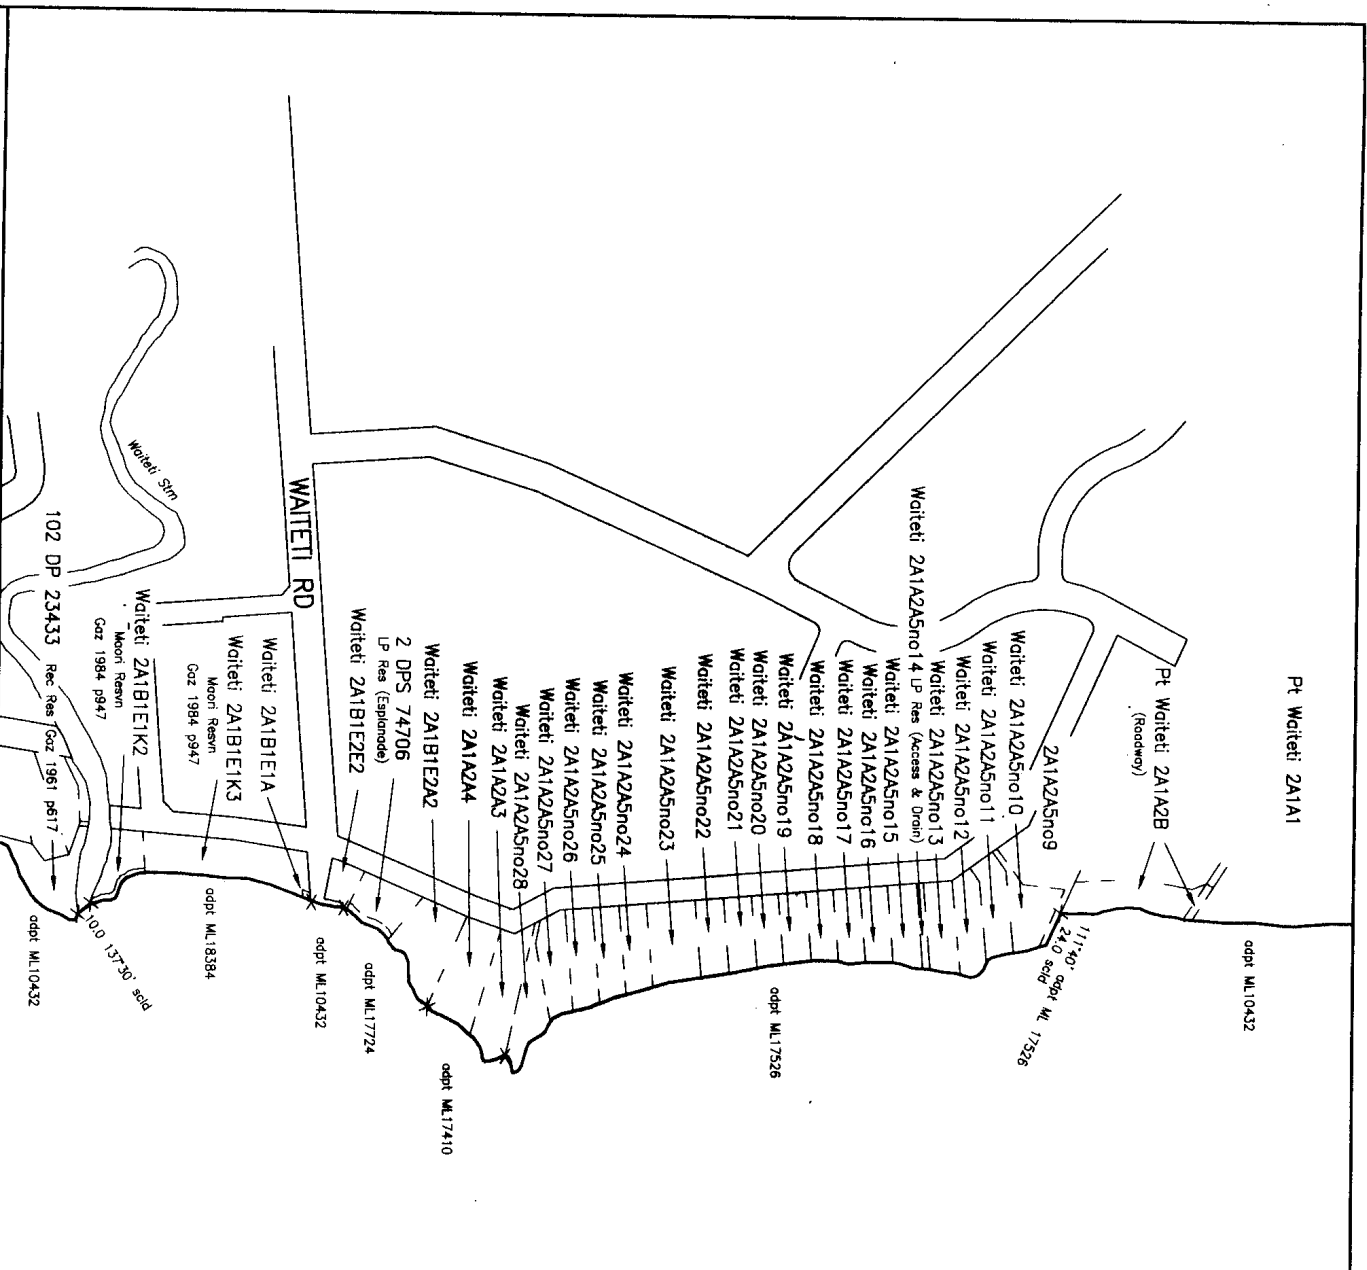 Pt Waiteti 2A1A1
adpt ML10432
Pt Waiteti 2A1A2B
(Roadway)
111°40' adpt ML 17526
24.0 scld
2A1A2A5no9
Waiteti 2A1A2A5no10
Waiteti 2A1A2A5no11
Waiteti 2A1A2A5no12
Waiteti 2A1A2A5no13
Waiteti 2A1A2A5no14 LP Res (Access & Drain)
Waiteti 2A1A2A5no15
Waiteti 2A1A2A5no16
Waiteti 2A1A2A5no17
Waiteti 2A1A2A5no18
Waiteti 2A1A2A5no19
Waiteti 2A1A2A5no20
Waiteti 2A1A2A5no21
Waiteti 2A1A2A5no22
Waiteti 2A1A2A5no23
Waiteti 2A1A2A5no24
Waiteti 2A1A2A5no25
Waiteti 2A1A2A5no26
Waiteti 2A1A2A5no27
Waiteti 2A1A2A5no28
adpt ML17526
Waiteti 2A1A2A3
Waiteti 2A1A2A4
Waiteti 2A1B1E2A2
adpt ML17410
2 DPS 74706
LP Res (Esplanade)
Waiteti 2A1B1E2E2
adpt ML17724
WAITETI RD
adpt ML10432
Waiteti 2A1B1E1A
Waiteti 2A1B1E1K3
Maori Resvn
Gaz 1984 p947
adpt ML18384
Waiteti Stm
Waiteti 2A1B1E1K2
Maori Resvn
Gaz 1984 p947
10.0 137°30' scld
102 DP 23433 Rec Res Gaz 1961 p617
adpt ML10432